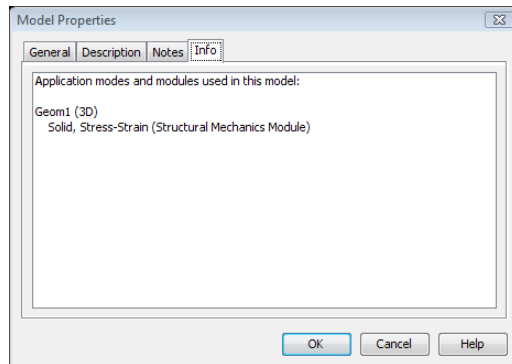 Model Properties
General Description Notes Info
Application modes and modules used in this model:
Geom1 (3D)
Solid, Stress-Strain (Structural Mechanics Module)
OK Cancel Help